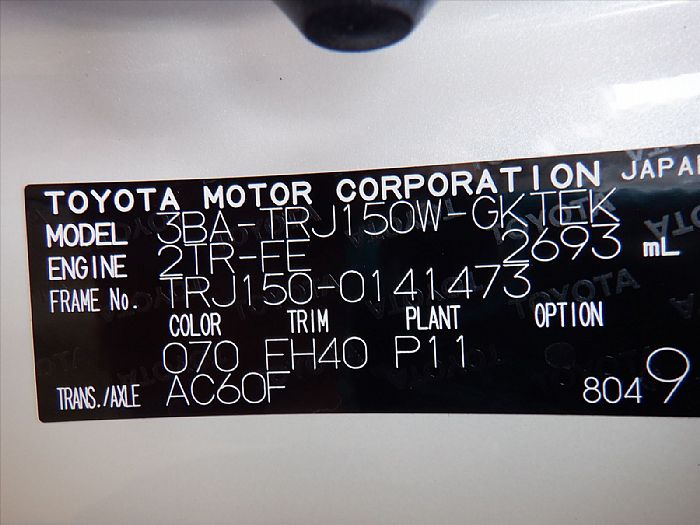 TOYOTA MOTOR CORPORATION JAPAN
MODEL 3BA-TRJ150W-GKTEK
ENGINE 2TR-FE 2693 mL
FRAME No. TRJ150-0141473
COLOR TRIM PLANT OPTION
070 EH40 P11
TRANS./AXLE AC60F
8049